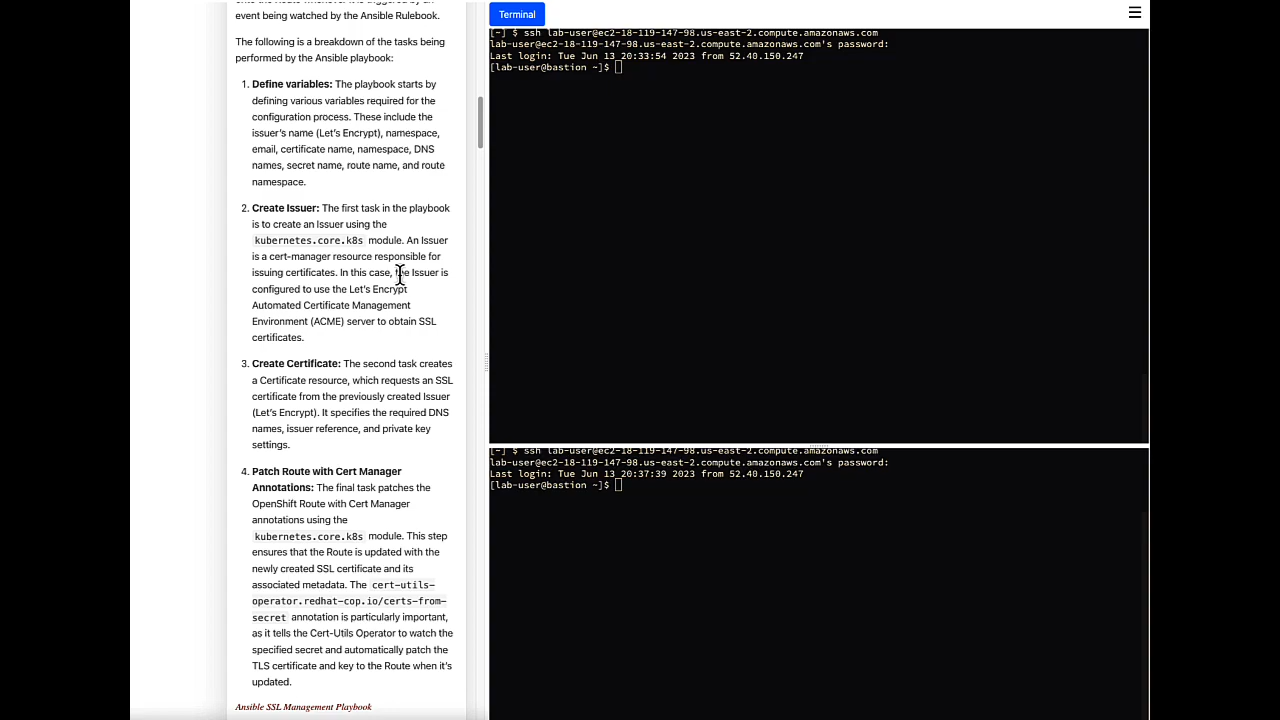 event being watched by the Ansible Rulebook.
The following is a breakdown of the tasks being
performed by the Ansible playbook:
1. Define variables: The playbook starts by
defining various variables required for the
configuration process. These include the
issuer's name (Let's Encrypt), namespace,
email, certificate name, namespace, DNS
names, secret name, route name, and route
namespace.
2. Create Issuer: The first task in the playbook
is to create an Issuer using the
kubernetes.core.k8s module. An Issuer
is a cert-manager resource responsible for
issuing certificates. In this case, the Issuer is
configured to use the Let's Encrypt
Automated Certificate Management
Environment (ACME) server to obtain SSL
certificates.
3. Create Certificate: The second task creates
a Certificate resource, which requests an SSL
certificate from the previously created Issuer
(Let's Encrypt). It specifies the required DNS
names, issuer reference, and private key
settings.
4. Patch Route with Cert Manager
Annotations: The final task patches the
OpenShift Route with Cert Manager
annotations using the
kubernetes.core.k8s module. This step
ensures that the Route is updated with the
newly created SSL certificate and its
associated metadata. The cert-utils-
operator.redhat-cop.io/certs-from-
secret annotation is particularly important,
as it tells the Cert-Utils Operator to watch the
specified secret and automatically patch the
TLS certificate and key to the Route when it's
updated.
Ansible SSL Management Playbook
Terminal
[~] $ ssh lab-user@ec2-18-119-147-98.us-east-2.compute.amazonaws.com
lab-user@ec2-18-119-147-98.us-east-2.compute.amazonaws.com's password:
Last login: Tue Jun 13 20:33:54 2023 from 52.40.150.247
[lab-user@bastion ~]$
[~] $ ssh lab-user@ec2-18-119-147-98.us-east-2.compute.amazonaws.com
lab-user@ec2-18-119-147-98.us-east-2.compute.amazonaws.com's password:
Last login: Tue Jun 13 20:37:39 2023 from 52.40.150.247
[lab-user@bastion ~]$